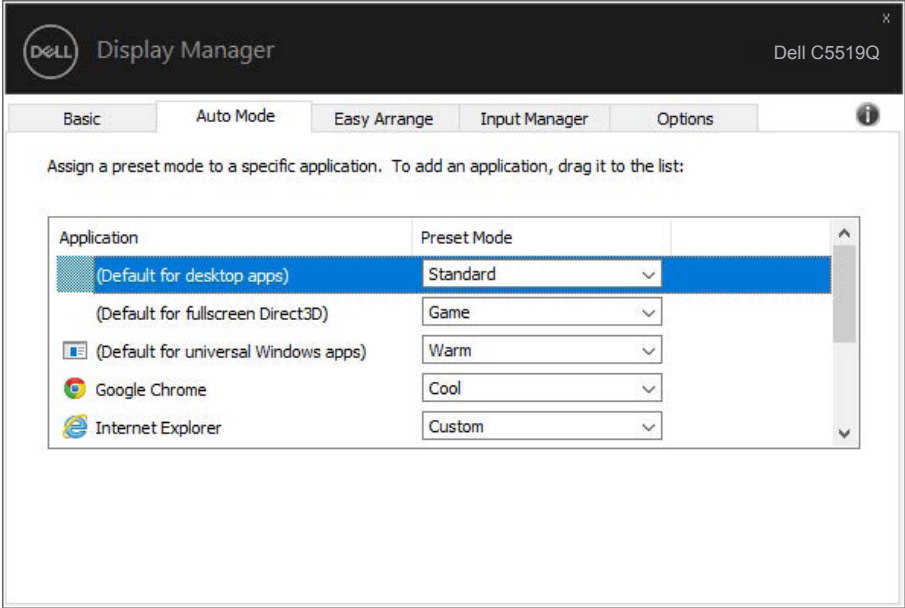 x
DELL Display Manager Dell C5519Q
Basic Auto Mode Easy Arrange Input Manager Options i
Assign a preset mode to a specific application. To add an application, drag it to the list:
Application Preset Mode
(Default for desktop apps) Standard
(Default for fullscreen Direct3D) Game
(Default for universal Windows apps) Warm
Google Chrome Cool
Internet Explorer Custom